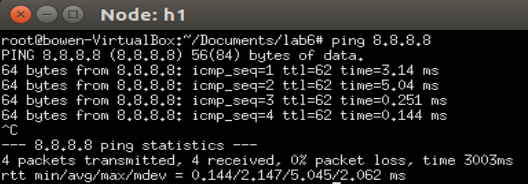 Node: h1
root@bowen-VirtualBox:~/Documents/lab6# ping 8.8.8.8
PING 8.8.8.8 (8.8.8.8) 56(84) bytes of data.
64 bytes from 8.8.8.8: icmp_seq=1 ttl=62 time=3.14 ms
64 bytes from 8.8.8.8: icmp_seq=2 ttl=62 time=5.04 ms
64 bytes from 8.8.8.8: icmp_seq=3 ttl=62 time=0.251 ms
64 bytes from 8.8.8.8: icmp_seq=4 ttl=62 time=0.144 ms
^C
--- 8.8.8.8 ping statistics ---
4 packets transmitted, 4 received, 0% packet loss, time 3003ms
rtt min/avg/max/mdev = 0.144/2.147/5.045/2.062 ms